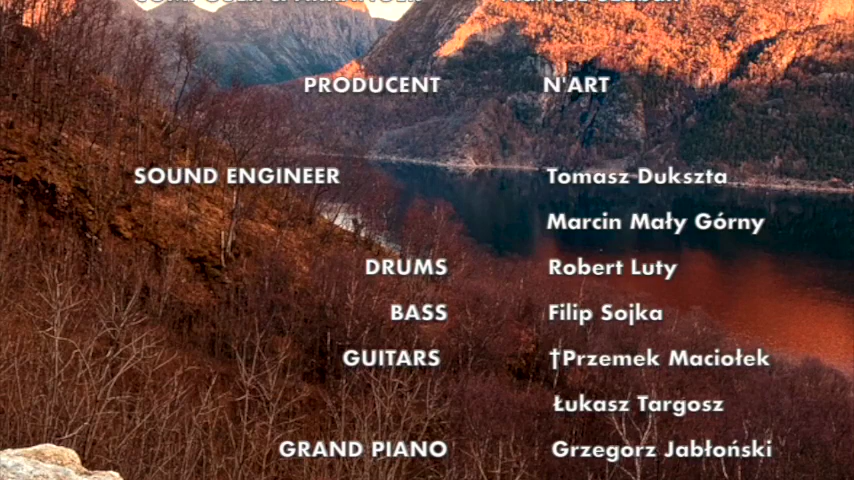 PRODUCENT N'ART
SOUND ENGINEER Tomasz Dukszta
Marcin Mały Górny
DRUMS Robert Luty
BASS Filip Sojka
GUITARS †Przemek Maciołek
Łukasz Targosz
GRAND PIANO Grzegorz Jabłoński